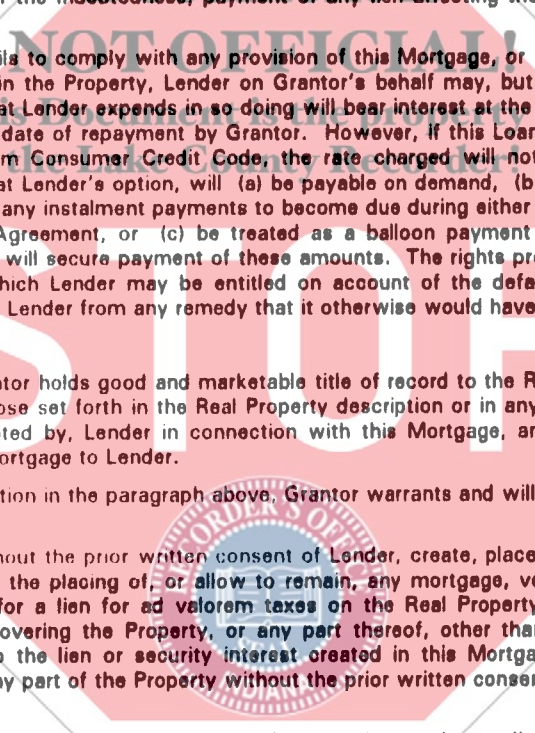 NOT OFFICIAL!
This Document is the property
the Lake County Recorder!
STOP
ils to comply with any provision of this Mortgage, or
in the Property, Lender on Grantor's behalf may, but
at Lender expends in so doing will bear interest at the
date of repayment by Grantor. However, if this Loan
m Consumer Credit Code, the rate charged will not
at Lender's option, will (a) be payable on demand, (b
any instalment payments to become due during either
Agreement, or (c) be treated as a balloon payment
will secure payment of these amounts. The rights pro
which Lender may be entitled on account of the defa
Lender from any remedy that it otherwise would have
ntor holds good and marketable title of record to the R
ose set forth in the Real Property description or in any
pted by, Lender in connection with this Mortgage, an
ortgage to Lender.
tion in the paragraph above, Grantor warrants and will
hout the prior written consent of Lender, create, place
the placing of, or allow to remain, any mortgage, vo
for a lien for ad valorem taxes on the Real Property
overing the Property, or any part thereof, other than
o the lien or security interest created in this Mortga
ny part of the Property without the prior written consen
RECORDER'S OFFICE
INDIANA